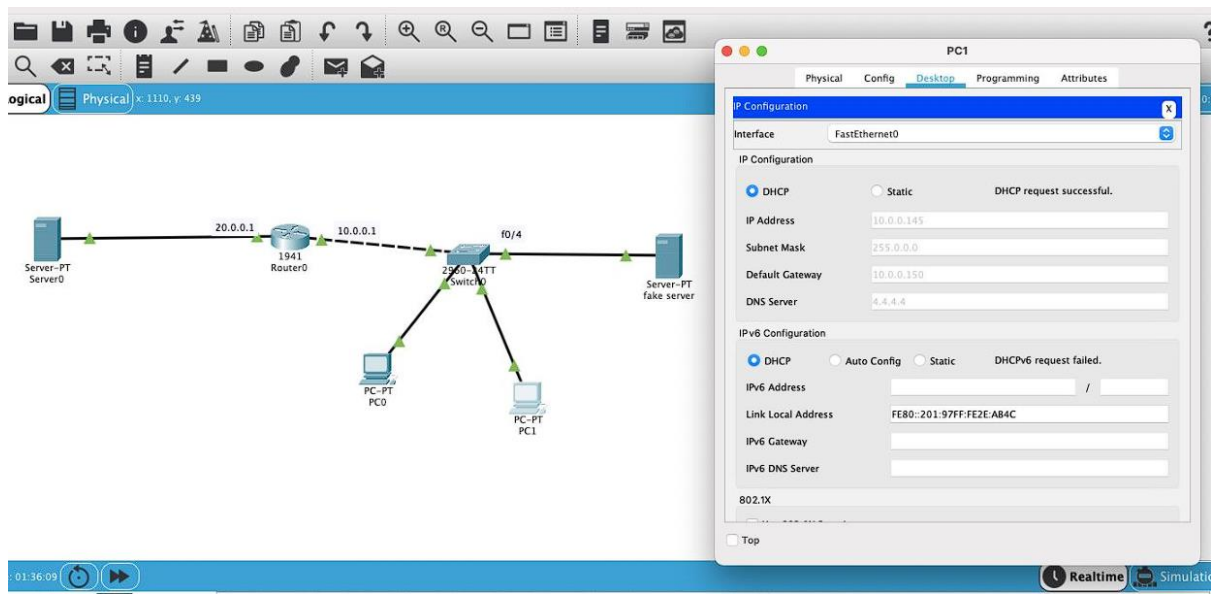 PC1
Physical Config Desktop Programming Attributes
ogical Physical x: 1110, y: 439
IP Configuration X
Interface FastEthernet0
IP Configuration
DHCP Static DHCP request successful.
IP Address 10.0.0.145
Subnet Mask 255.0.0.0
Default Gateway 10.0.0.150
DNS Server 4.4.4.4
IPv6 Configuration
DHCP Auto Config Static DHCPv6 request failed.
IPv6 Address /
Link Local Address FE80::201:97FF:FE2E:AB4C
IPv6 Gateway
IPv6 DNS Server
802.1X
Top
20.0.0.1
10.0.0.1
f0/4
Server-PT
Server0
1941
Router0
2960-24TT
Switch0
Server-PT
fake server
PC-PT
PC0
PC-PT
PC1
: 01:36:09
Realtime Simulatio